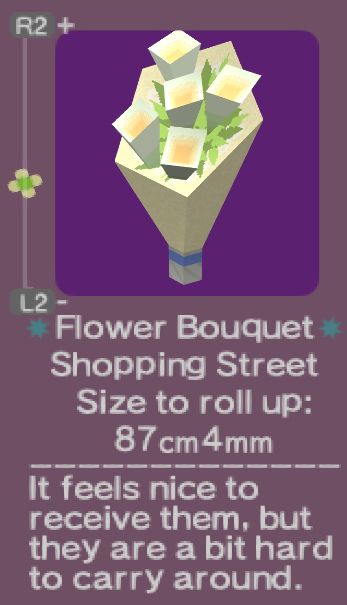 R2 +
L2 -
Flower Bouquet
Shopping Street
Size to roll up:
87cm4mm
It feels nice to
receive them, but
they are a bit hard
to carry around.